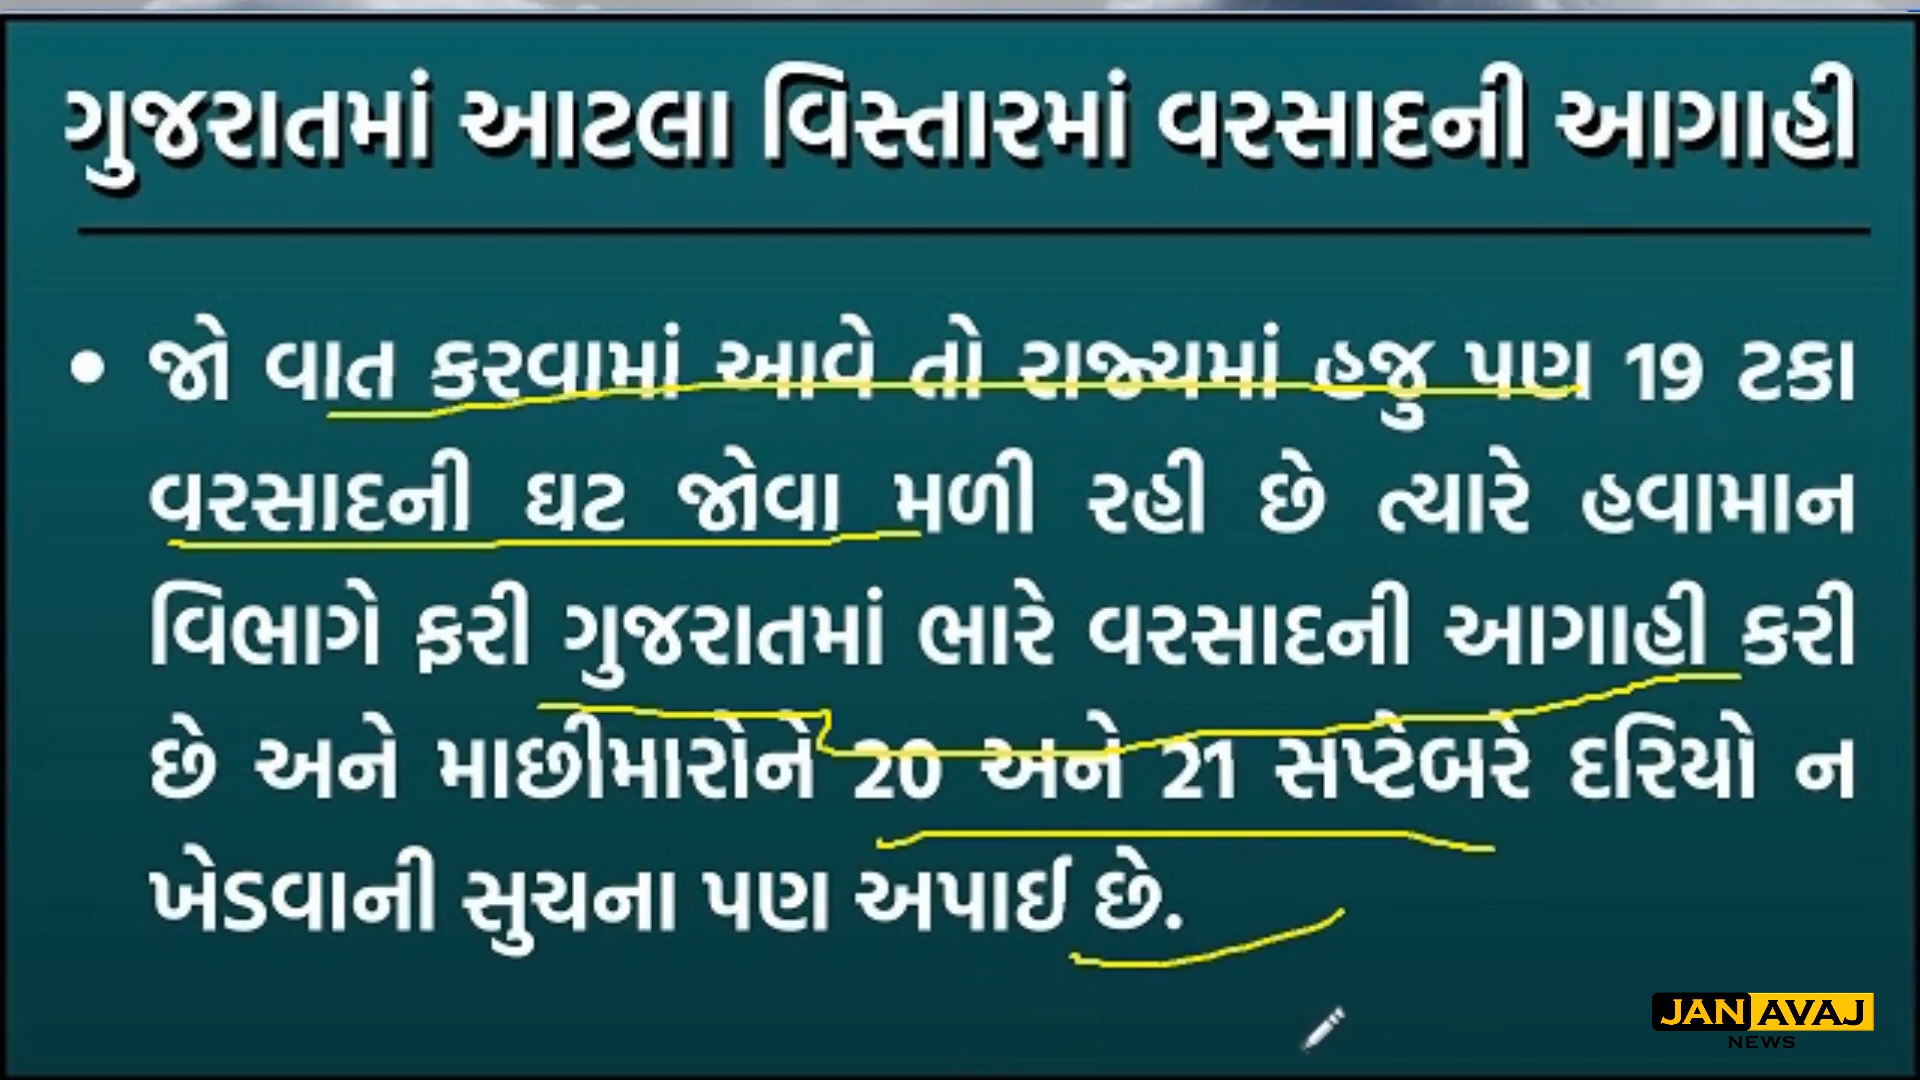 ગુજરાતમાં આટલા વિસ્તારમાં વરસાદની આગાહી
• જો વાત કરવામાં આવે તો રાજ્યમાં હજુ પણ 19 ટકા
વરસાદની ઘટ જોવા મળી રહી છે ત્યારે હવામાન
વિભાગે ફરી ગુજરાતમાં ભારે વરસાદની આગાહી કરી
છે અને માછીમારોને 20 અને 21 સપ્ટેબરે દરિયો ન
ખેડવાની સુચના પણ અપાઈ છે.
JAN AVAJ
NEWS